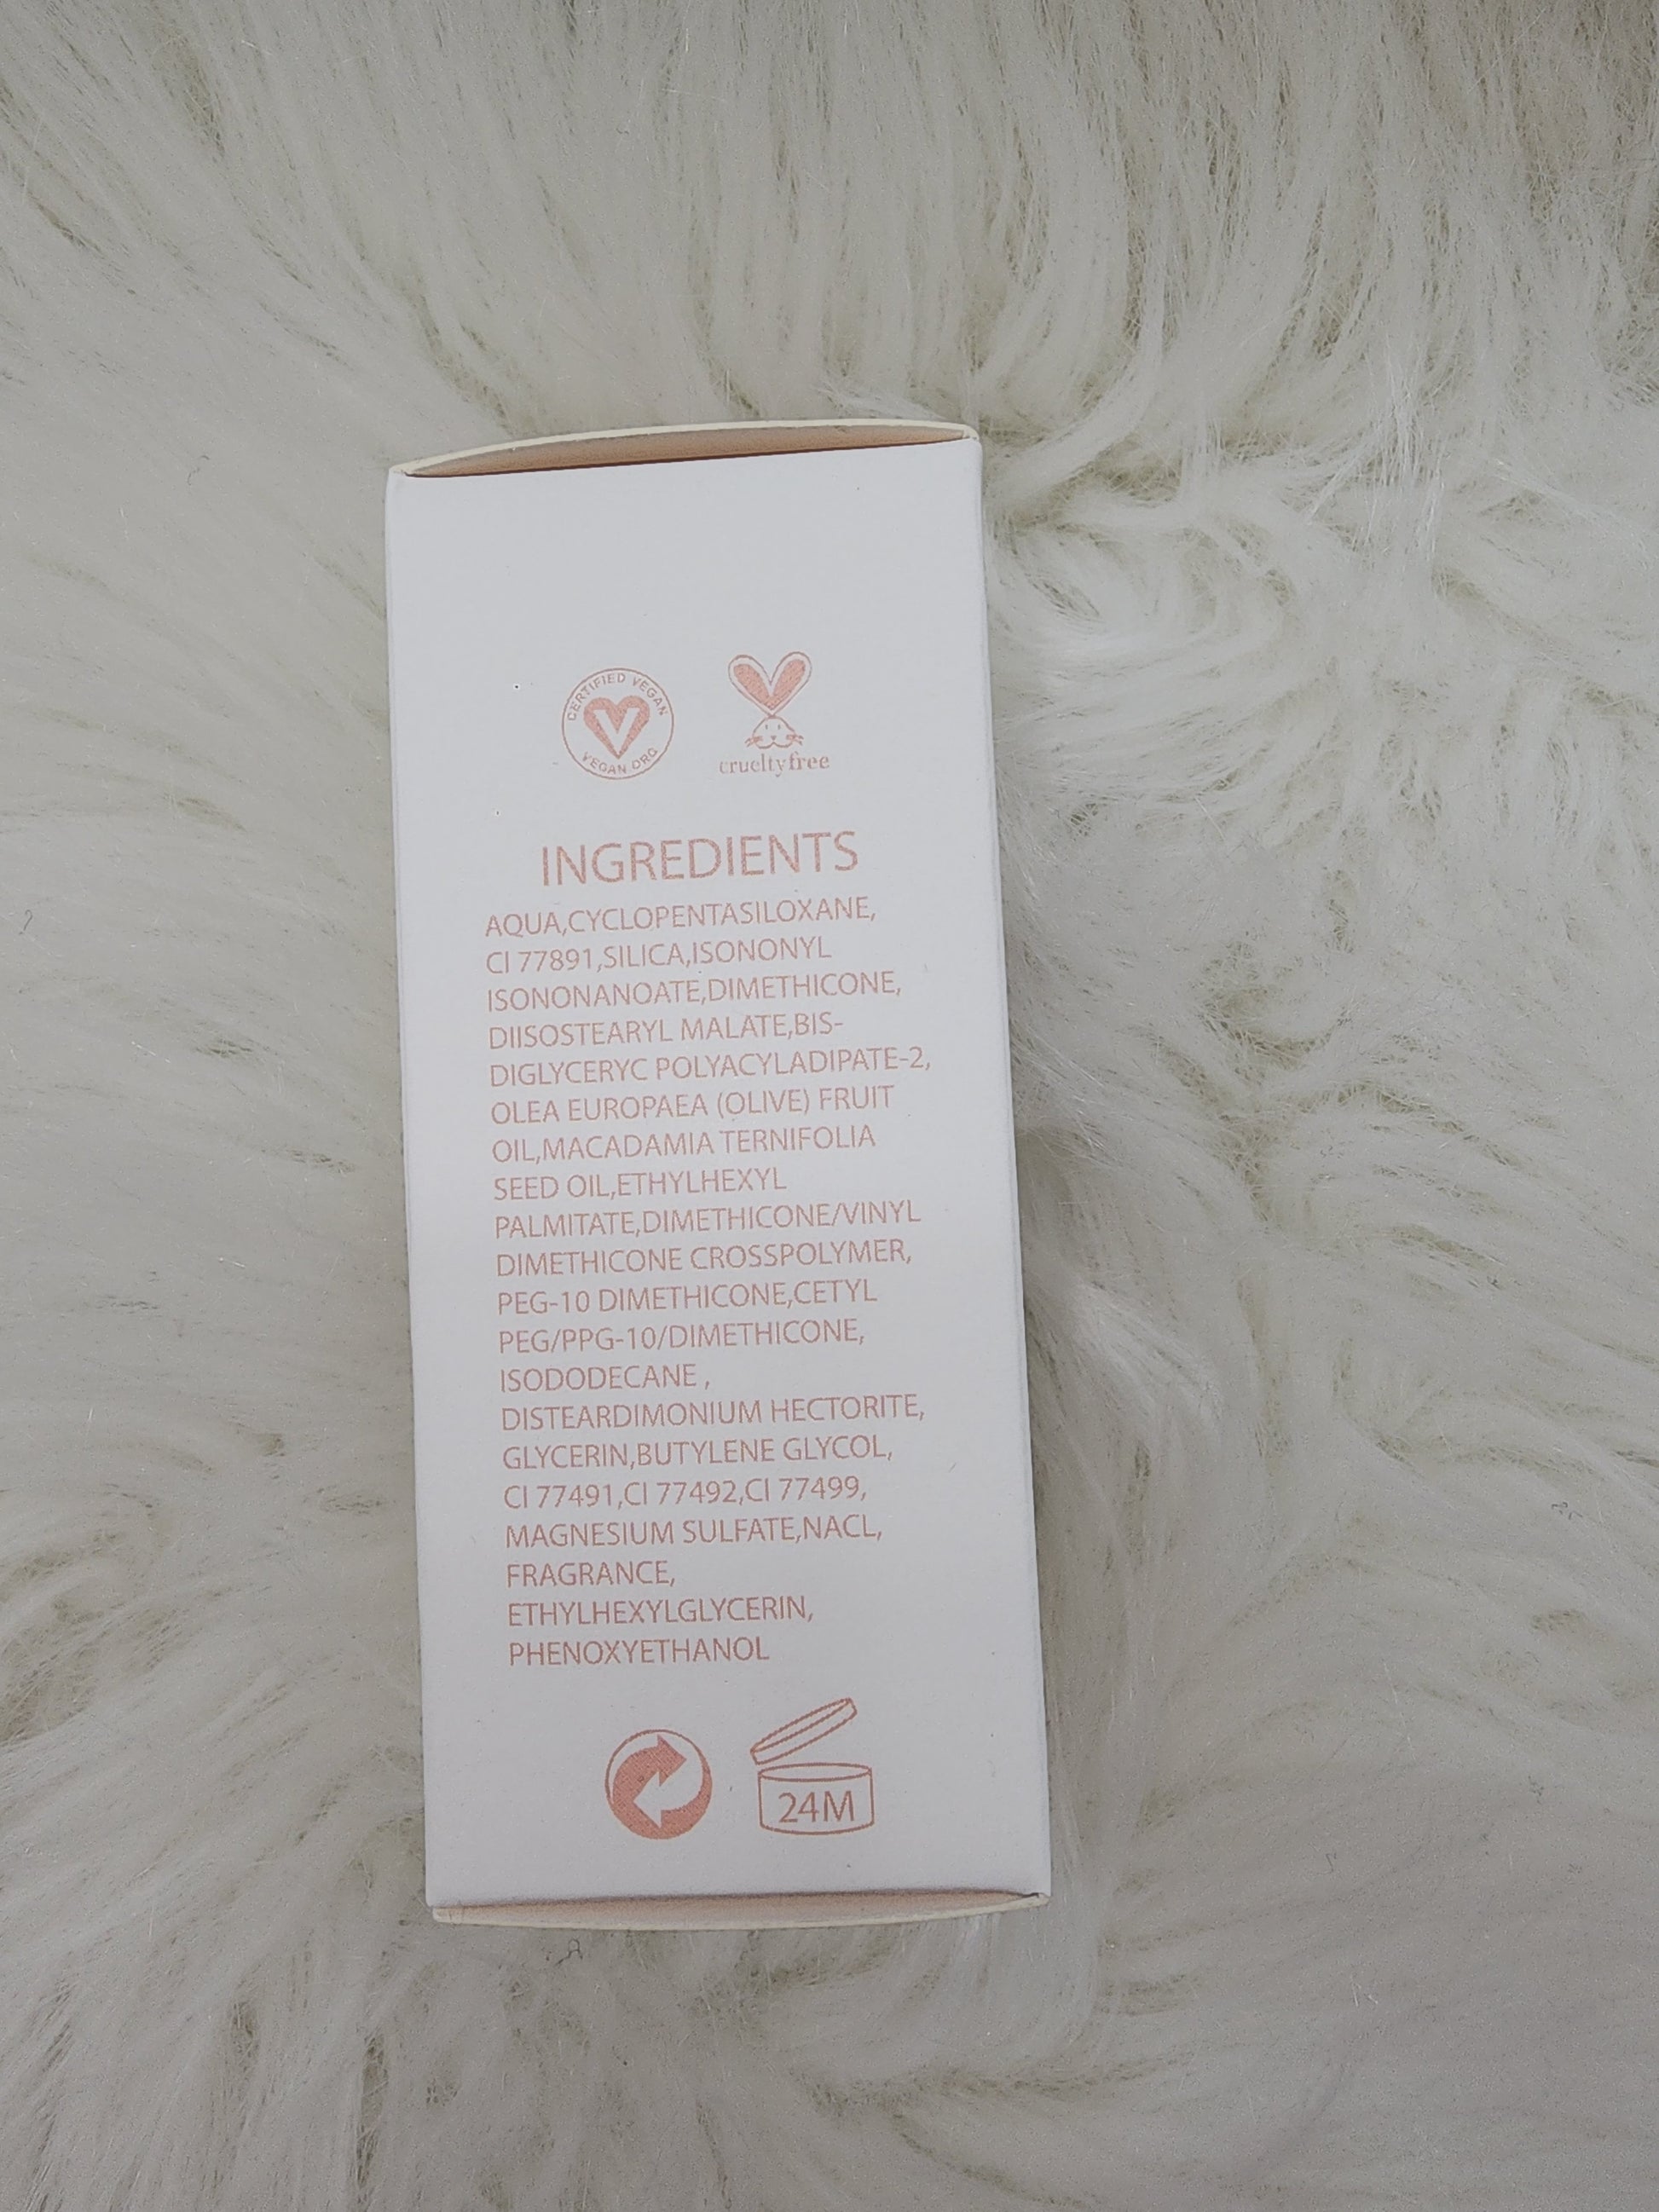 CERTIFIED VEGAN
V
VEGAN.ORG
crueltyfree
INGREDIENTS
AQUA,CYCLOPENTASILOXANE,
CI 77891,SILICA,ISONONYL
ISONONANOATE,DIMETHICONE,
DIISOSTEARYL MALATE,BIS-
DIGLYCERYC POLYACYLADIPATE-2,
OLEA EUROPAEA (OLIVE) FRUIT
OIL,MACADAMIA TERNIFOLIA
SEED OIL,ETHYLHEXYL
PALMITATE,DIMETHICONE/VINYL
DIMETHICONE CROSSPOLYMER,
PEG-10 DIMETHICONE,CETYL
PEG/PPG-10/DIMETHICONE,
ISODODECANE ,
DISTEARDIMONIUM HECTORITE,
GLYCERIN,BUTYLENE GLYCOL,
CI 77491,CI 77492,CI 77499,
MAGNESIUM SULFATE,NACL,
FRAGRANCE,
ETHYLHEXYLGLYCERIN,
PHENOXYETHANOL
24M